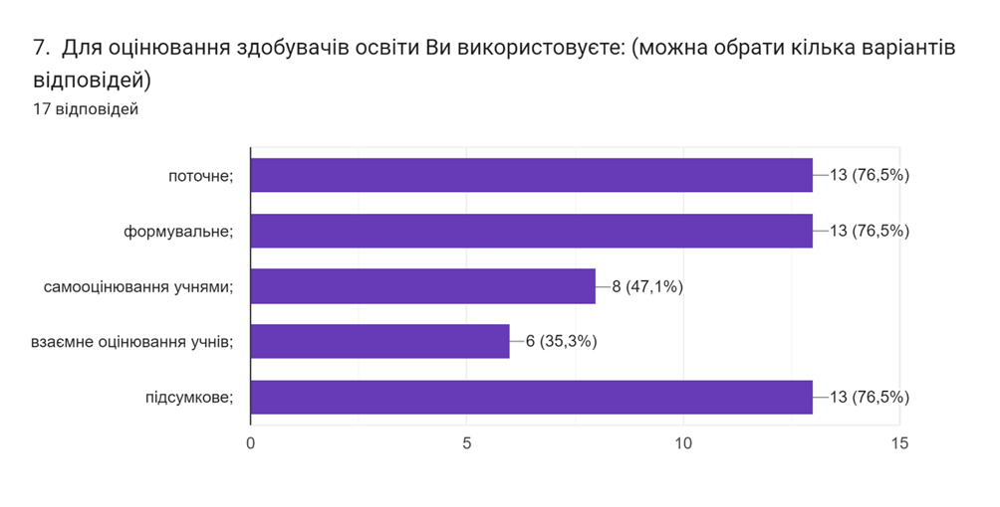 7.  Для оцінювання здобувачів освіти Ви використовуєте: (можна обрати кілька варіантів
відповідей)
17 відповідей
поточне; 13 (76,5%)
формувальне; 13 (76,5%)
самооцінювання учнями; 8 (47,1%)
взаємне оцінювання учнів; 6 (35,3%)
підсумкове; 13 (76,5%)
0 5 10 15